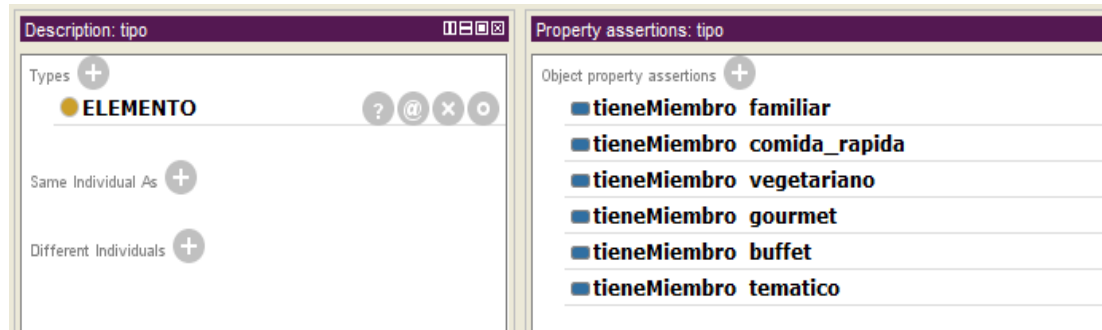 Description: tipo
Types
ELEMENTO
Same Individual As
Different Individuals
Property assertions: tipo
Object property assertions
tieneMiembro familiar
tieneMiembro comida_rapida
tieneMiembro vegetariano
tieneMiembro gourmet
tieneMiembro buffet
tieneMiembro tematico